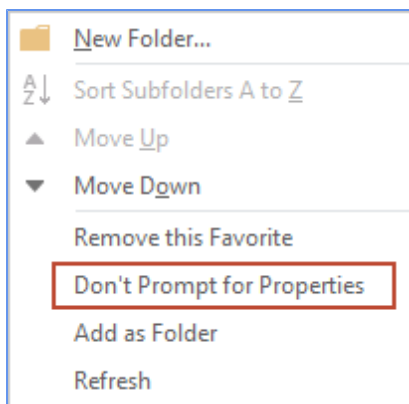 New Folder...
A Z Sort Subfolders A to Z
Move Up
Move Down
Remove this Favorite
Don't Prompt for Properties
Add as Folder
Refresh